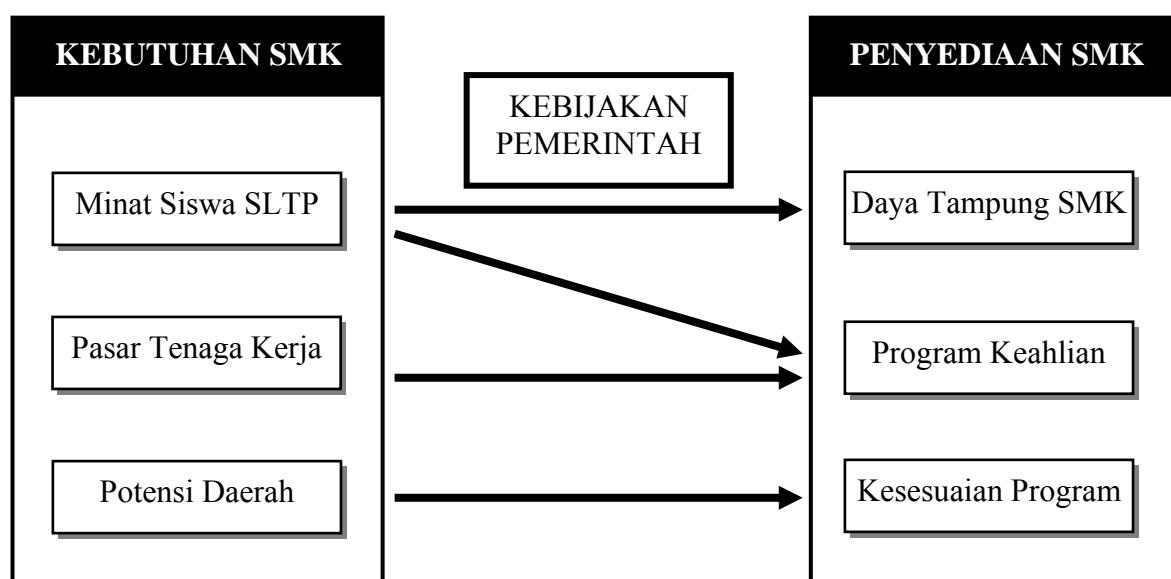 KEBUTUHAN SMK
Minat Siswa SLTP
Pasar Tenaga Kerja
Potensi Daerah
KEBIJAKAN
PEMERINTAH
PENYEDIAAN SMK
Daya Tampung SMK
Program Keahlian
Kesesuaian Program